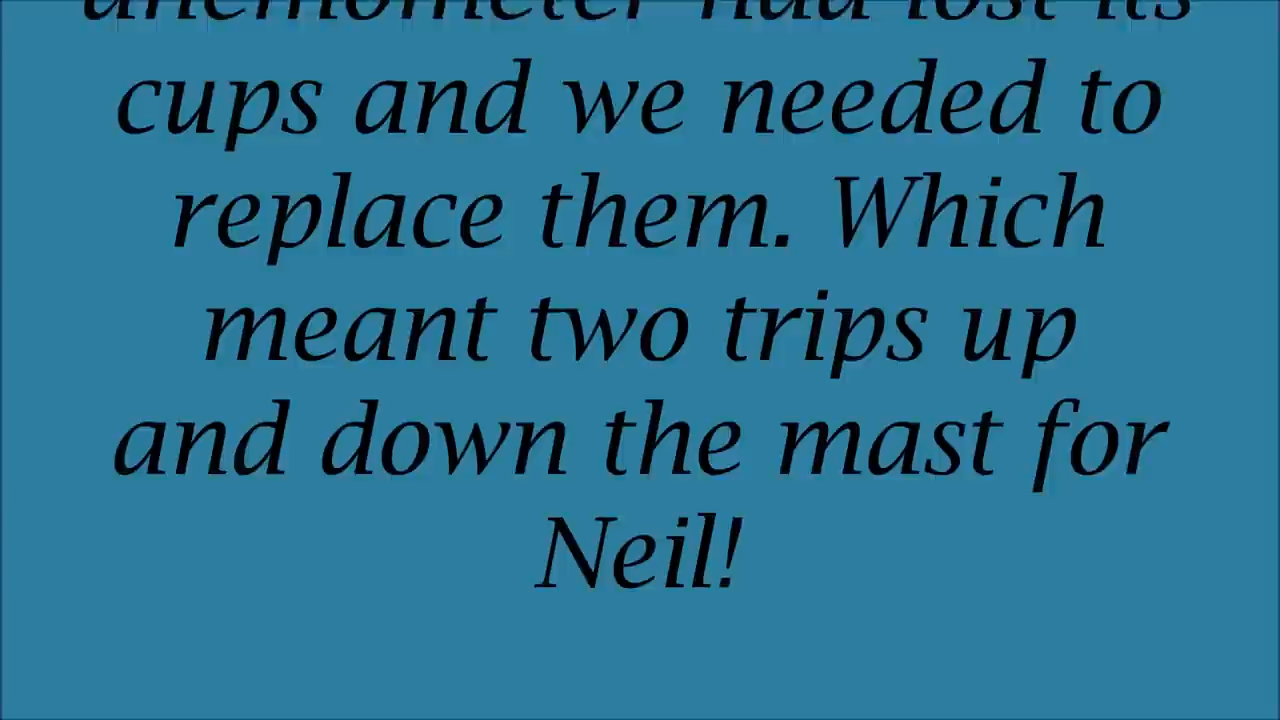 anemometer had lost its
cups and we needed to
replace them. Which
meant two trips up
and down the mast for
Neil!